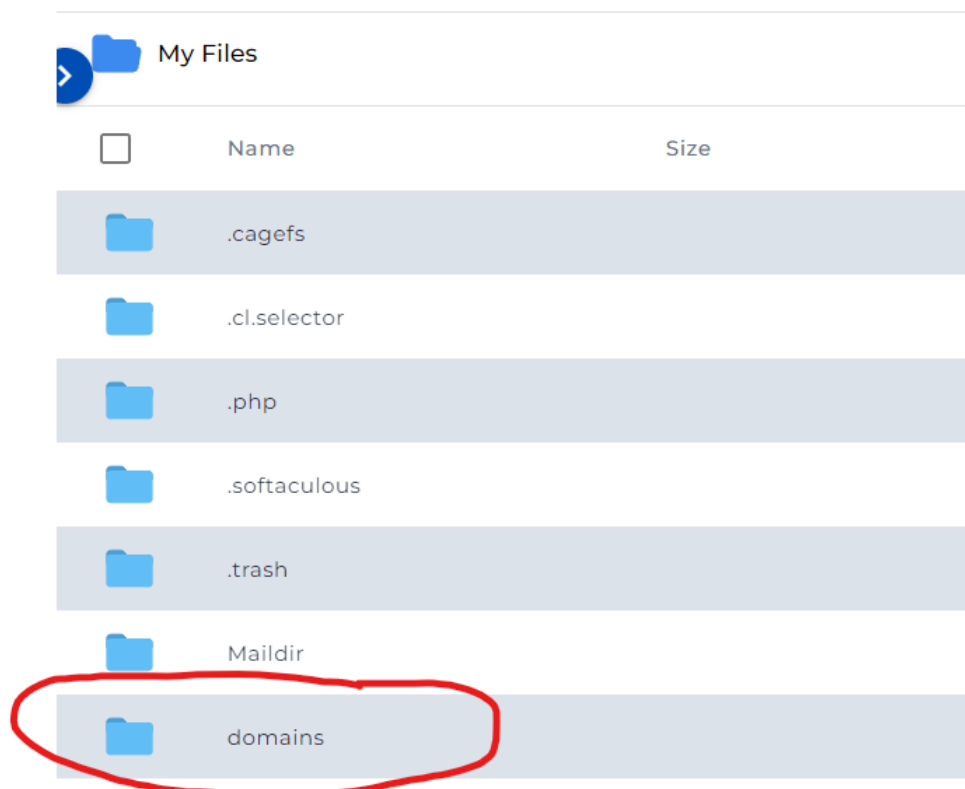 My Files
Name Size
.cagefs
.cl.selector
.php
.softaculous
.trash
Maildir
domains